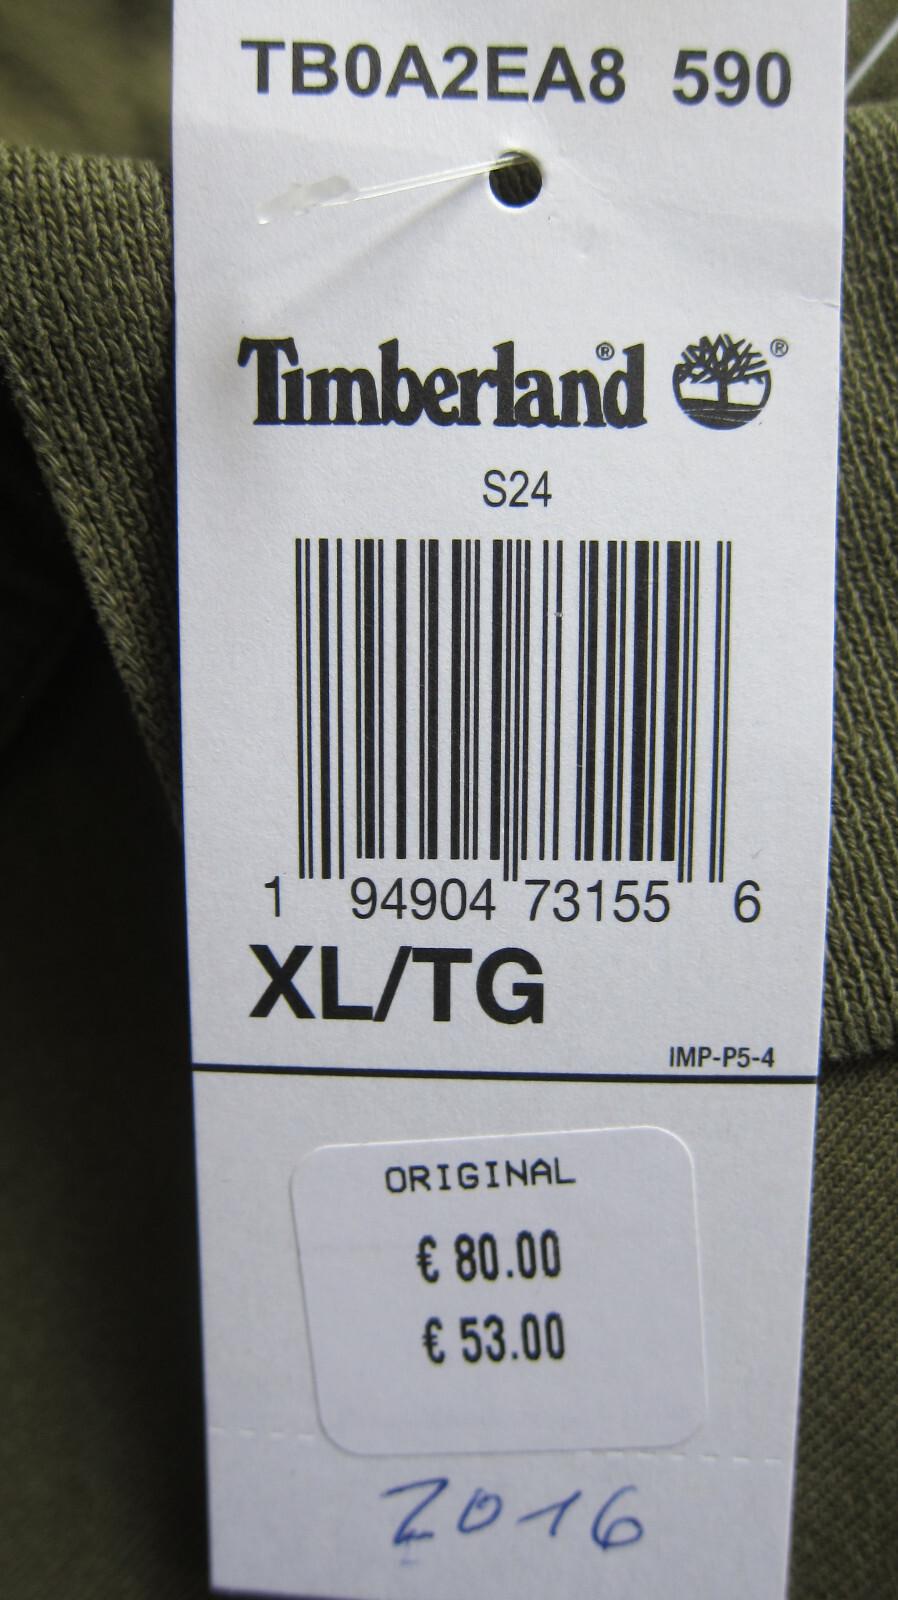 TB0A2EA8 590
Timberland® ®
S24
1 94904 73155 6
XL/TG
IMP-P5-4
ORIGINAL
€ 80.00
€ 53.00
2016